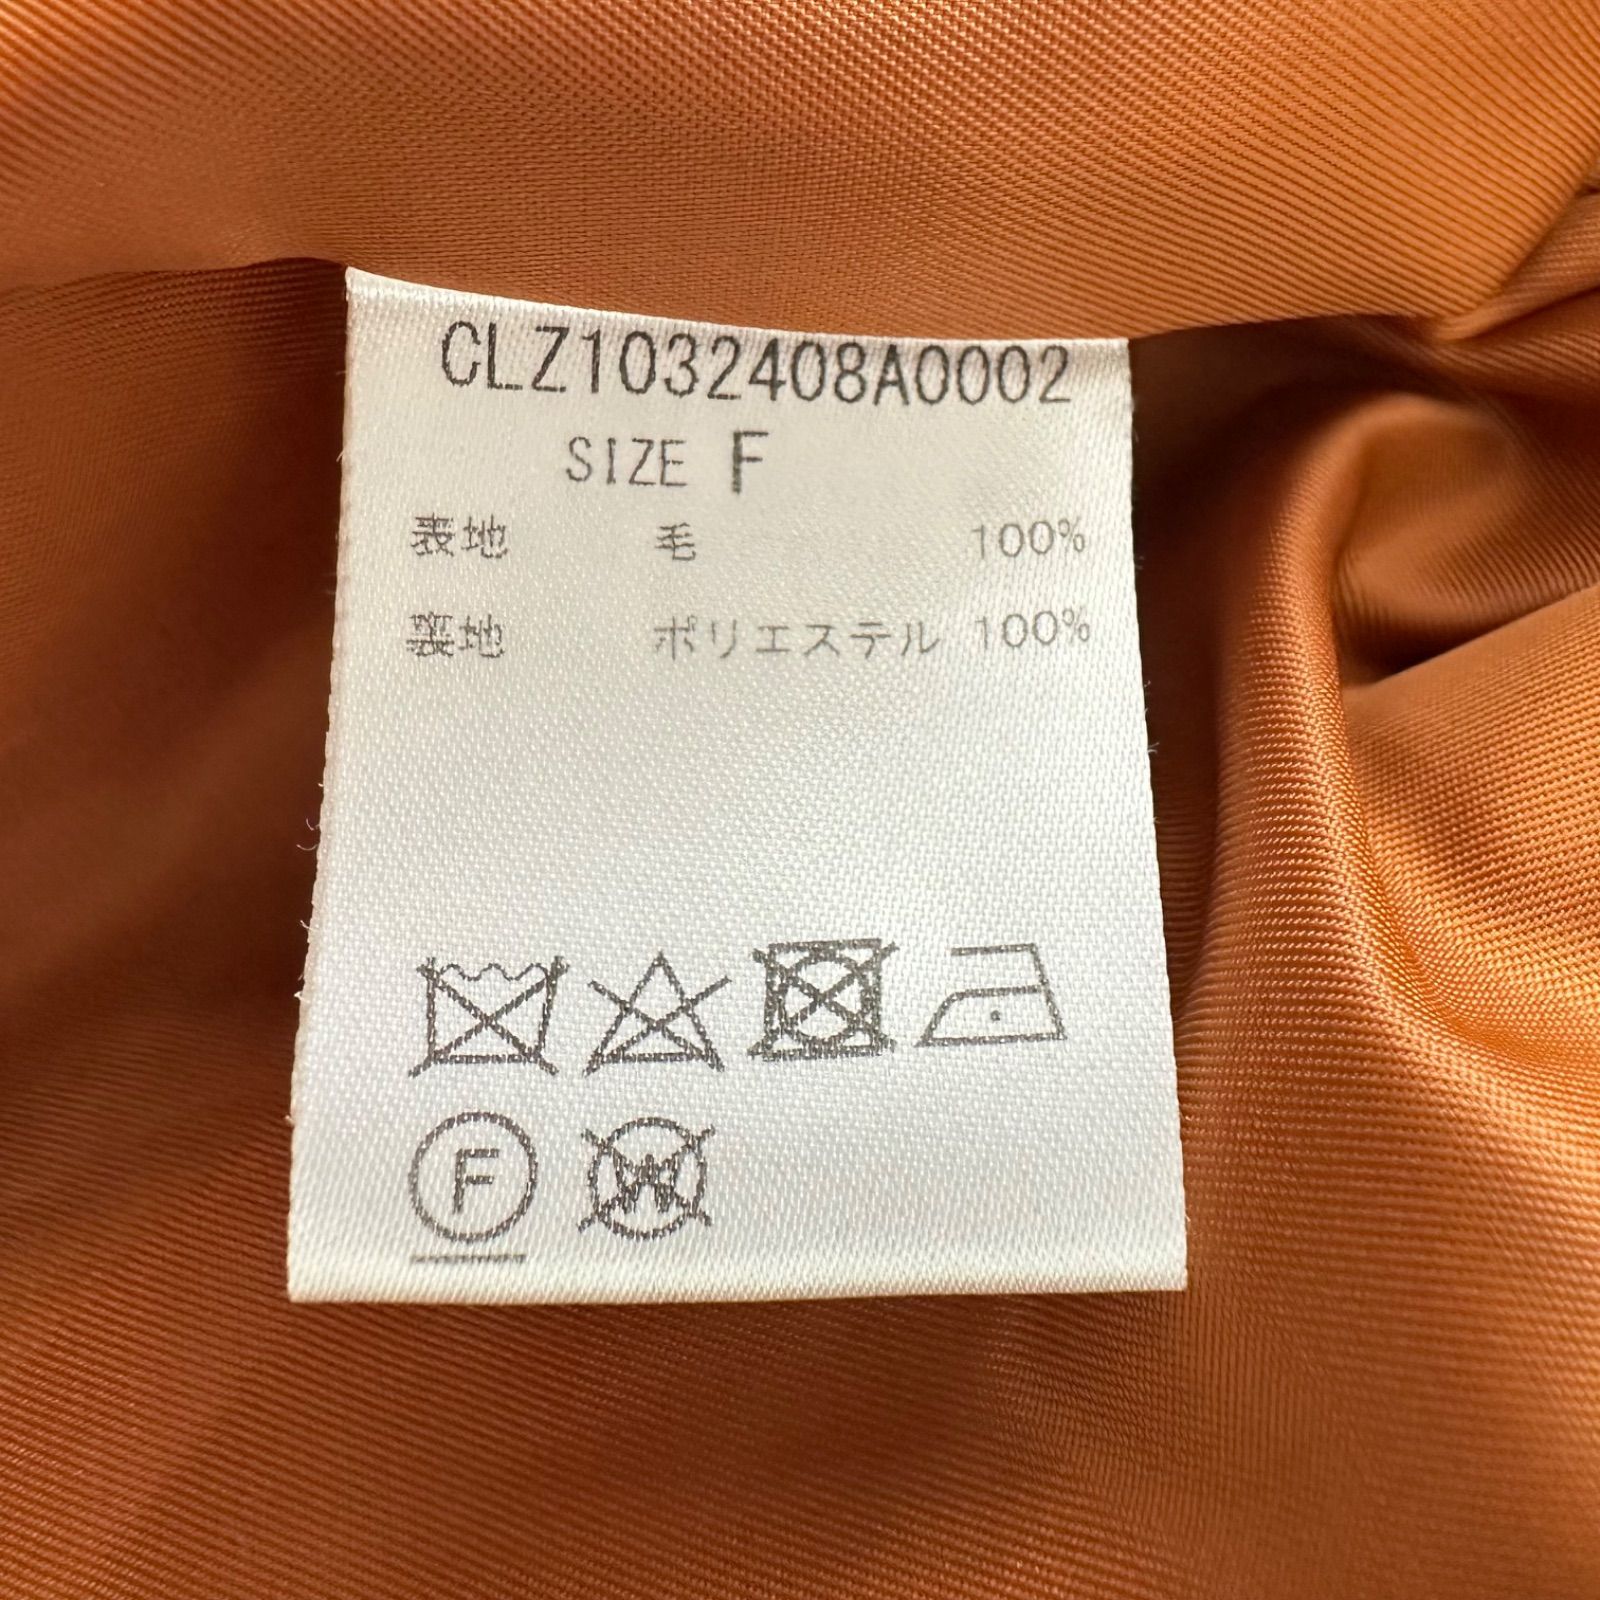 CLZ1032408A0002
SIZE F
表地 毛 100%
裏地 ポリエステル 100%
F
W